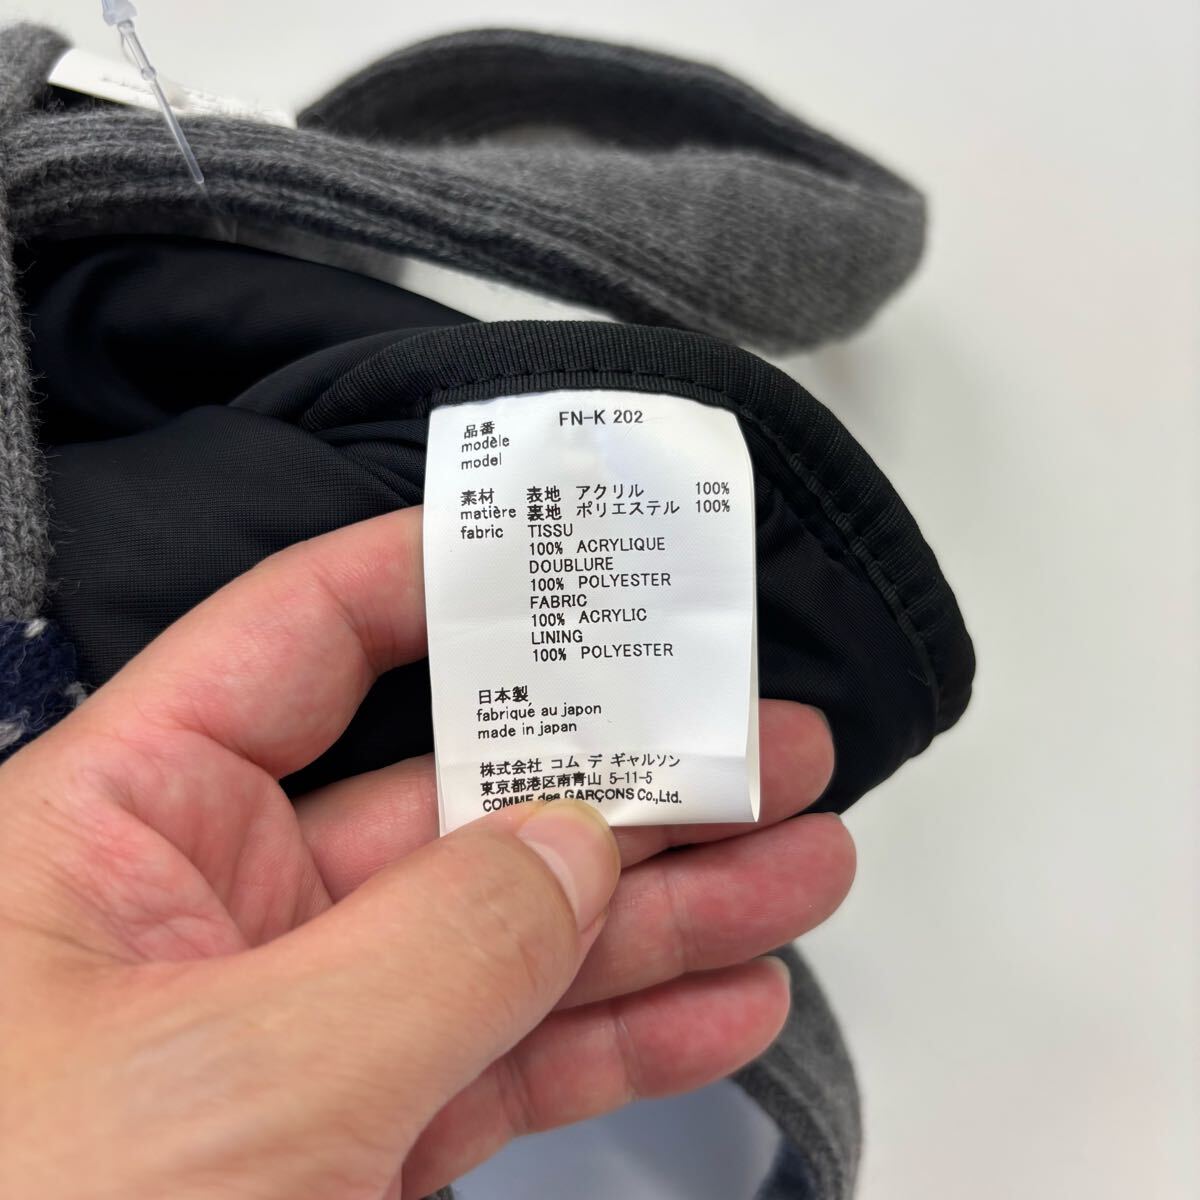 品番 FN-K 202
modèle
model
素材 表地 アクリル 100%
matière 裏地 ポリエステル 100%
fabric TISSU
100% ACRYLIQUE
DOUBLURE
100% POLYESTER
FABRIC
100% ACRYLIC
LINING
100% POLYESTER
日本製
fabriqué au japon
made in japan
株式会社 コム デ ギャルソン
東京都港区南青山 5-11-5
COMME des GARÇONS Co.,Ltd.